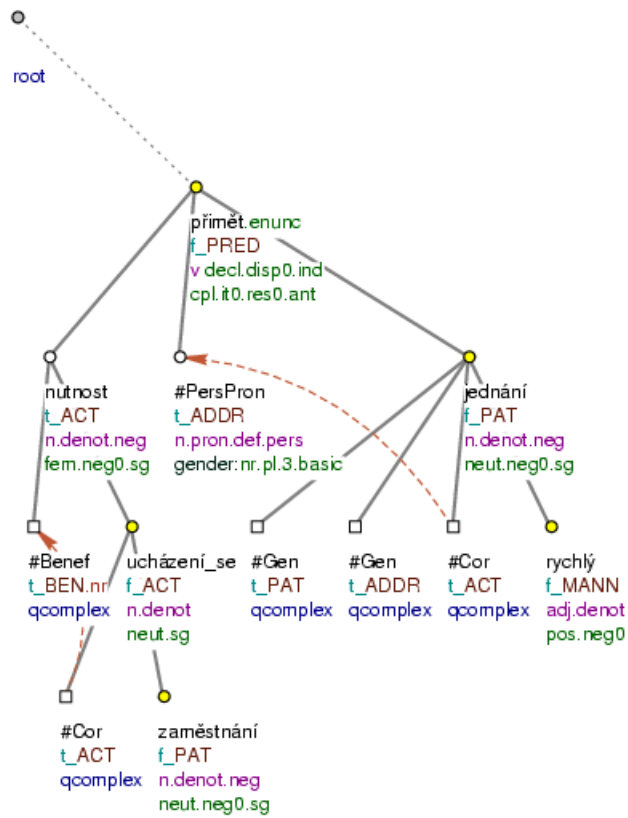 root
přimět.enunc
f_PRED
v decl.disp0.ind
cpl.it0.res0.ant
nutnost
t_ACT
n.denot.neg
fem.neg0.sg
#PersPron
t_ADDR
n.pron.def.pers
gender:nr.pl.3.basic
jednání
f_PAT
n.denot.neg
neut.neg0.sg
#Benef
t_BEN.nr
qcomplex
ucházení_se
f_ACT
n.denot
neut.sg
#Gen
t_PAT
qcomplex
#Gen
t_ADDR
qcomplex
#Cor
t_ACT
qcomplex
rychlý
f_MANN
adj.denot
pos.neg0
#Cor
t_ACT
qcomplex
zaměstnání
f_PAT
n.denot.neg
neut.neg0.sg